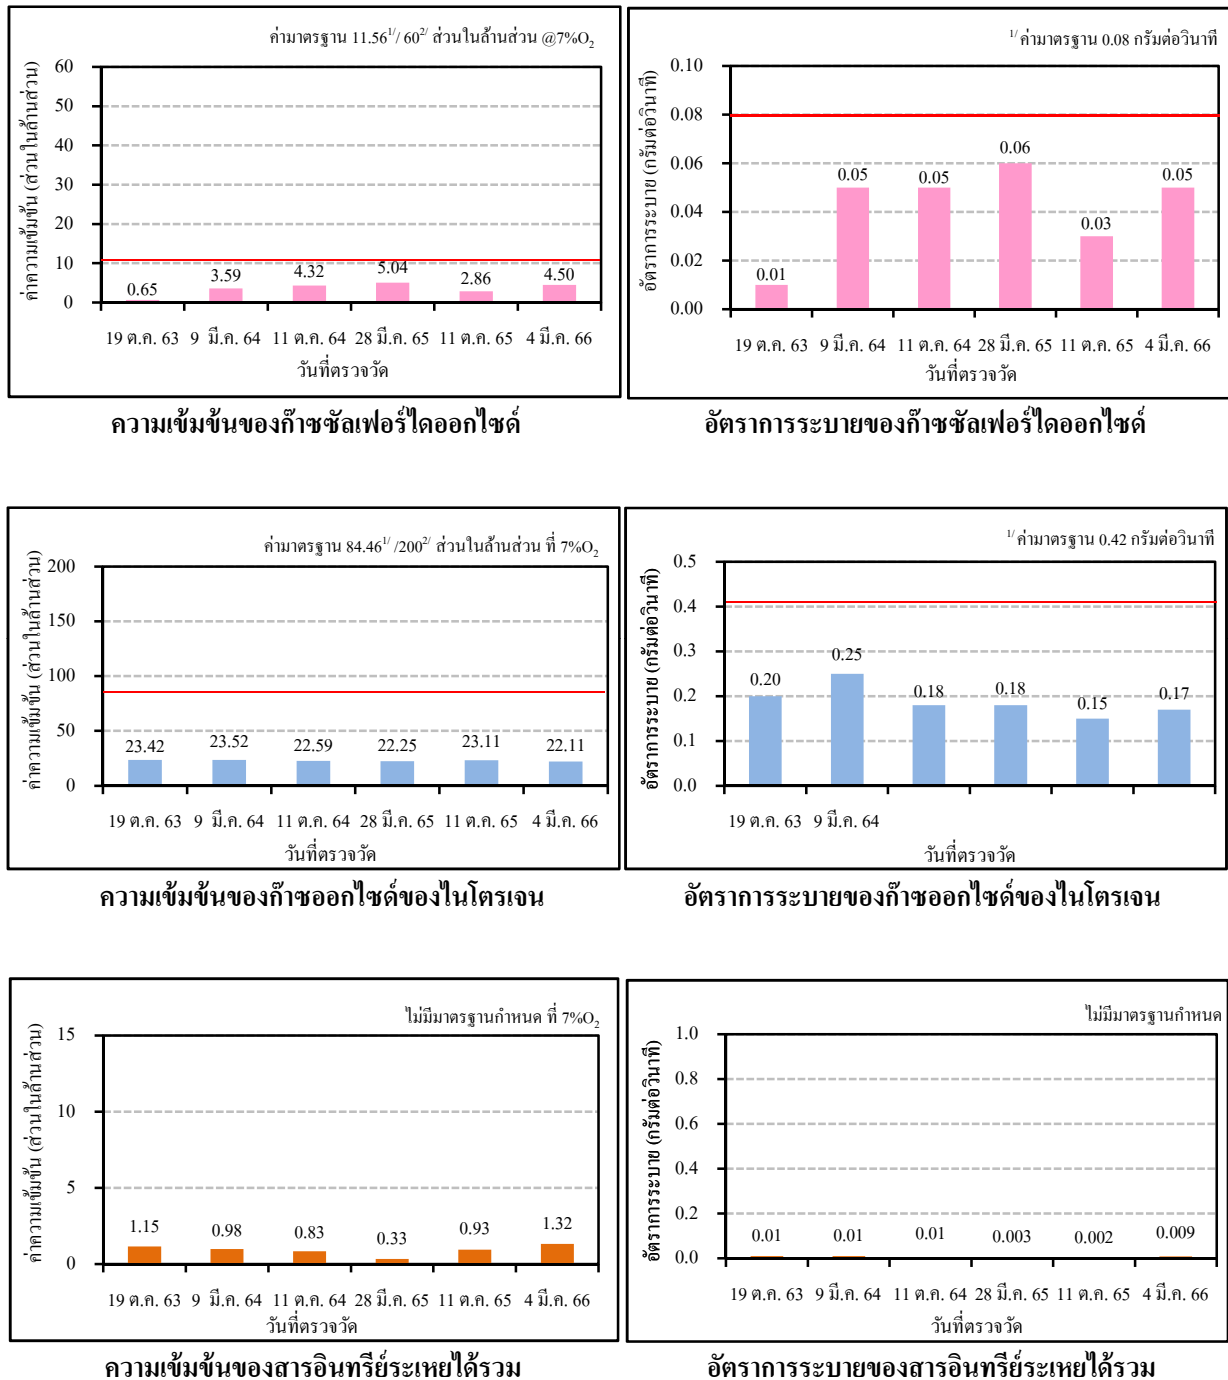 ค่ามาตรฐาน 11.56^1/ / 60^2/ ส่วนในล้านส่วน @7%O₂
ค่าความเข้มข้น (ส่วนในล้านส่วน)
60
50
40
30
20
10
0
0.65
3.59
4.32
5.04
2.86
4.50
19 ต.ค. 63 9 มี.ค. 64 11 ต.ค. 64 28 มี.ค. 65 11 ต.ค. 65 4 มี.ค. 66
วันที่ตรวจวัด
ความเข้มข้นของก๊าซซัลเฟอร์ไดออกไซด์
^1/ ค่ามาตรฐาน 0.08 กรัมต่อวินาที
อัตราการระบาย (กรัมต่อวินาที)
0.10
0.08
0.06
0.04
0.02
0.00
0.01
0.05
0.05
0.06
0.03
0.05
19 ต.ค. 63 9 มี.ค. 64 11 ต.ค. 64 28 มี.ค. 65 11 ต.ค. 65 4 มี.ค. 66
วันที่ตรวจวัด
อัตราการระบายของก๊าซซัลเฟอร์ไดออกไซด์
ค่ามาตรฐาน 84.46^1/ /200^2/ ส่วนในล้านส่วน ที่ 7%O₂
ค่าความเข้มข้น (ส่วนในล้านส่วน)
200
150
100
50
0
23.42
23.52
22.59
22.25
23.11
22.11
19 ต.ค. 63 9 มี.ค. 64 11 ต.ค. 64 28 มี.ค. 65 11 ต.ค. 65 4 มี.ค. 66
วันที่ตรวจวัด
ความเข้มข้นของก๊าซออกไซด์ของไนโตรเจน
^1/ ค่ามาตรฐาน 0.42 กรัมต่อวินาที
อัตราการระบาย (กรัมต่อวินาที)
0.5
0.4
0.3
0.2
0.1
0.0
0.20
0.25
0.18
0.18
0.15
0.17
19 ต.ค. 63 9 มี.ค. 64
วันที่ตรวจวัด
อัตราการระบายของก๊าซออกไซด์ของไนโตรเจน
ไม่มีมาตรฐานกำหนด ที่ 7%O₂
ค่าความเข้มข้น (ส่วนในล้านส่วน)
15
10
5
0
1.15
0.98
0.83
0.33
0.93
1.32
19 ต.ค. 63 9 มี.ค. 64 11 ต.ค. 64 28 มี.ค. 65 11 ต.ค. 65 4 มี.ค. 66
วันที่ตรวจวัด
ความเข้มข้นของสารอินทรีย์ระเหยได้รวม
ไม่มีมาตรฐานกำหนด
อัตราการระบาย (กรัมต่อวินาที)
1.0
0.8
0.6
0.4
0.2
0.0
0.01
0.01
0.01
0.003
0.002
0.009
19 ต.ค. 63 9 มี.ค. 64 11 ต.ค. 64 28 มี.ค. 65 11 ต.ค. 65 4 มี.ค. 66
วันที่ตรวจวัด
อัตราการระบายของสารอินทรีย์ระเหยได้รวม